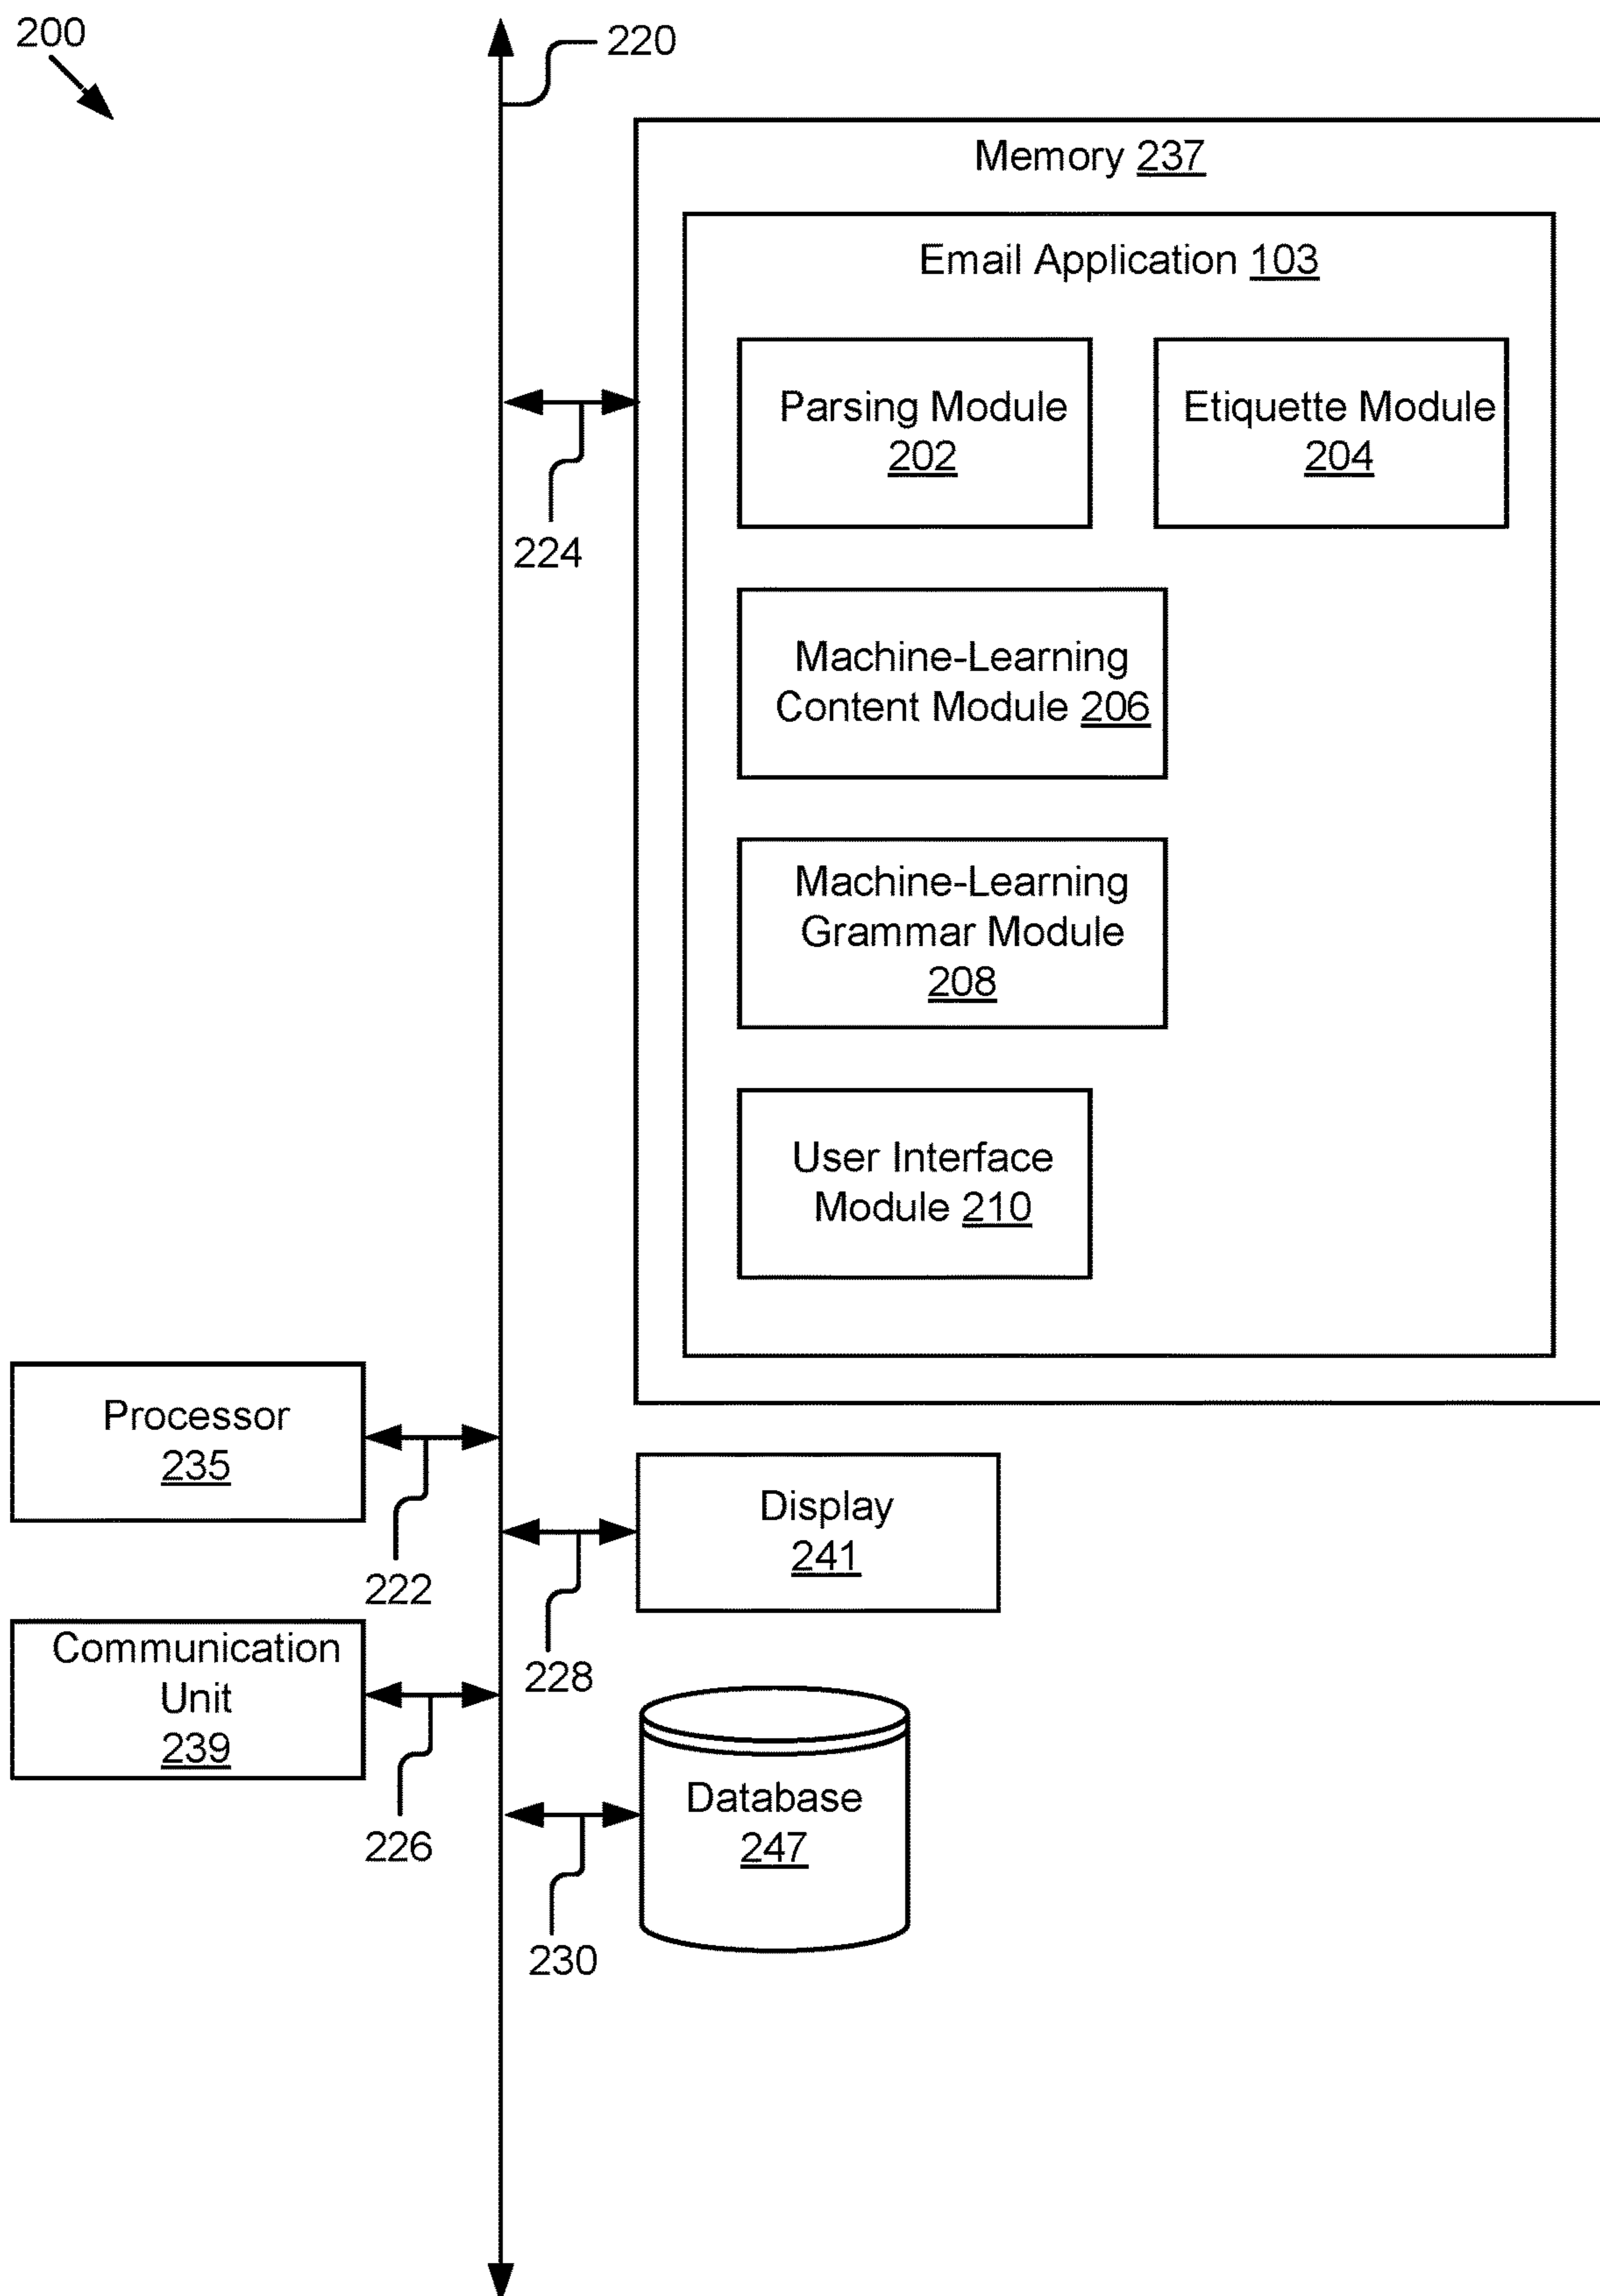 200
220
Memory 237
Email Application 103
Parsing Module
202
Etiquette Module
204
224
Machine-Learning
Content Module 206
Machine-Learning
Grammar Module
208
User Interface
Module 210
Processor
235
222
Display
241
228
Communication
Unit
239
226
Database
247
230